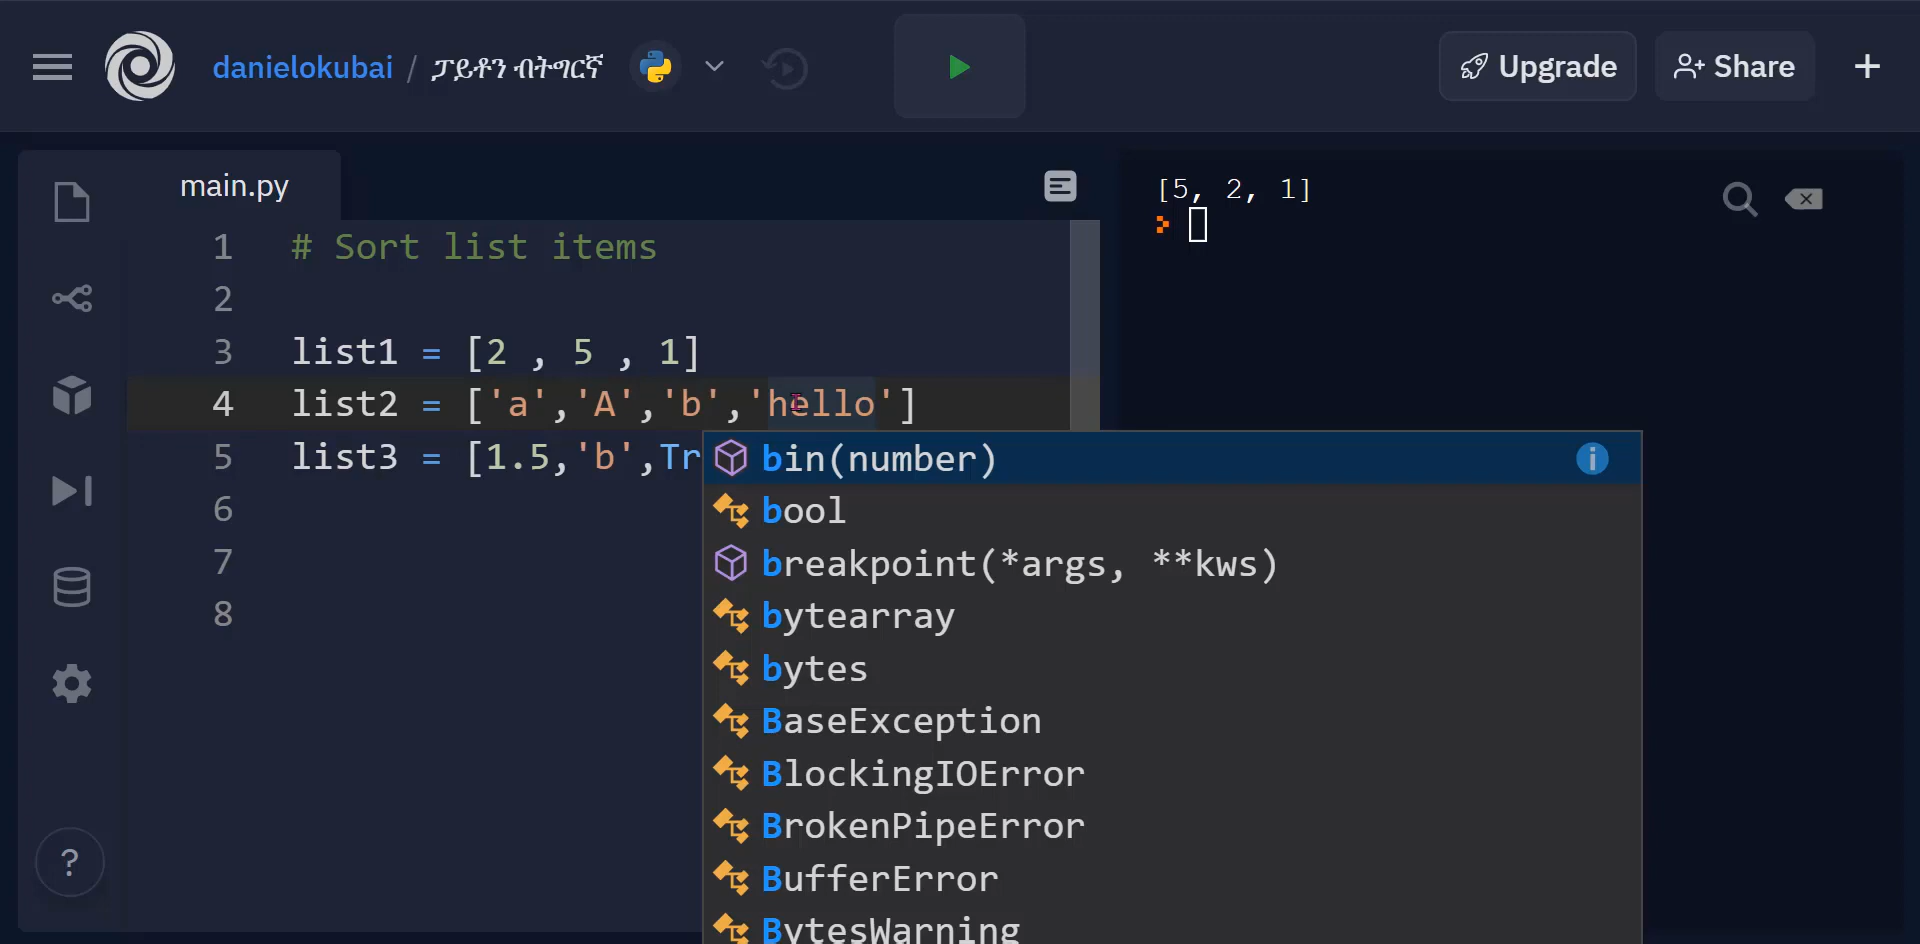 danielokubai / ፓይቶን ብትግርኛ
Upgrade
Share
main.py
1 # Sort list items
2
3 list1 = [2 , 5 , 1]
4 list2 = ['a','A','b','hello']
5 list3 = [1.5,'b',Tr
6
7
8
bin(number)
bool
breakpoint(*args, **kws)
bytearray
bytes
BaseException
BlockingIOError
BrokenPipeError
BufferError
BytesWarning
?
[5, 2, 1]